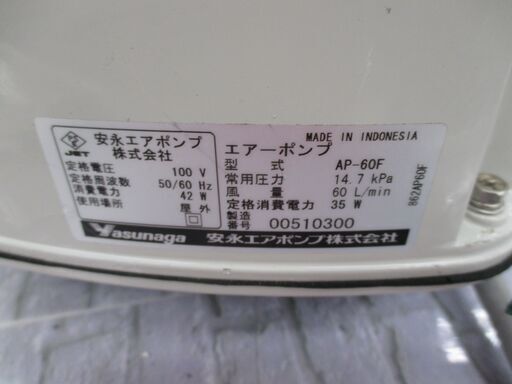 JET
安永エアポンプ
株式会社
定格電圧 100 V
定格周波数 50/60 Hz
消費電力 42 W
使用場所 屋外
MADE IN INDONESIA
エアーポンプ
型式 AP-60F
常用圧力 14.7 kPa
風量 60 L/min
定格消費電力 35 W
製造番号 00510300
862AP60F
Yasunaga 安永エアポンプ株式会社